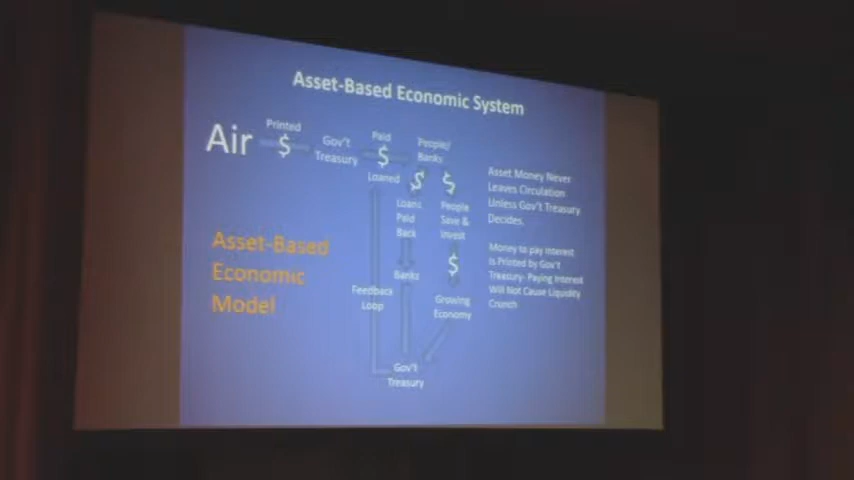 Asset-Based Economic System
Air
Printed
$
Gov't
Treasury
Paid
$
Loaned
People/
Banks
$
$
Loans
Paid
Back
People
Save &
Invest
$
Banks
Growing
Economy
Feedback
Loop
Gov't
Treasury
Asset-Based
Economic
Model
Asset Money Never
Leaves Circulation
Unless Gov't Treasury
Decides.
Money to pay interest
is Printed by Gov't
Treasury- Paying Interest
Will Not Cause Liquidity
Crunch